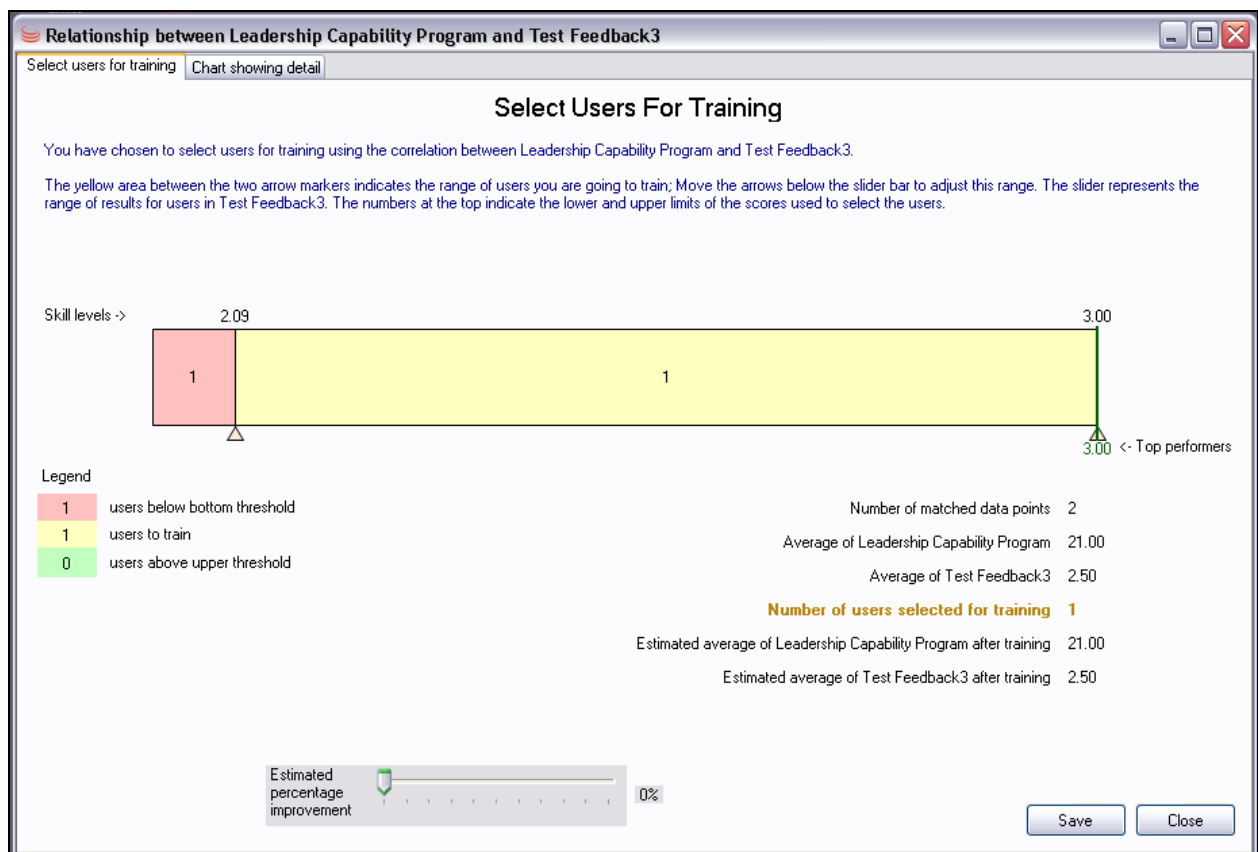 Relationship between Leadership Capability Program and Test Feedback3
Select users for training
Chart showing detail
Select Users For Training
You have chosen to select users for training using the correlation between Leadership Capability Program and Test Feedback3.
The yellow area between the two arrow markers indicates the range of users you are going to train; Move the arrows below the slider bar to adjust this range. The slider represents the
range of results for users in Test Feedback3. The numbers at the top indicate the lower and upper limits of the scores used to select the users.
Skill levels -> 2.09 3.00
1 1
3.00 <- Top performers
Legend
1 users below bottom threshold
1 users to train
0 users above upper threshold
Number of matched data points 2
Average of Leadership Capability Program 21.00
Average of Test Feedback3 2.50
Number of users selected for training 1
Estimated average of Leadership Capability Program after training 21.00
Estimated average of Test Feedback3 after training 2.50
Estimated
percentage
improvement
0%
Save
Close